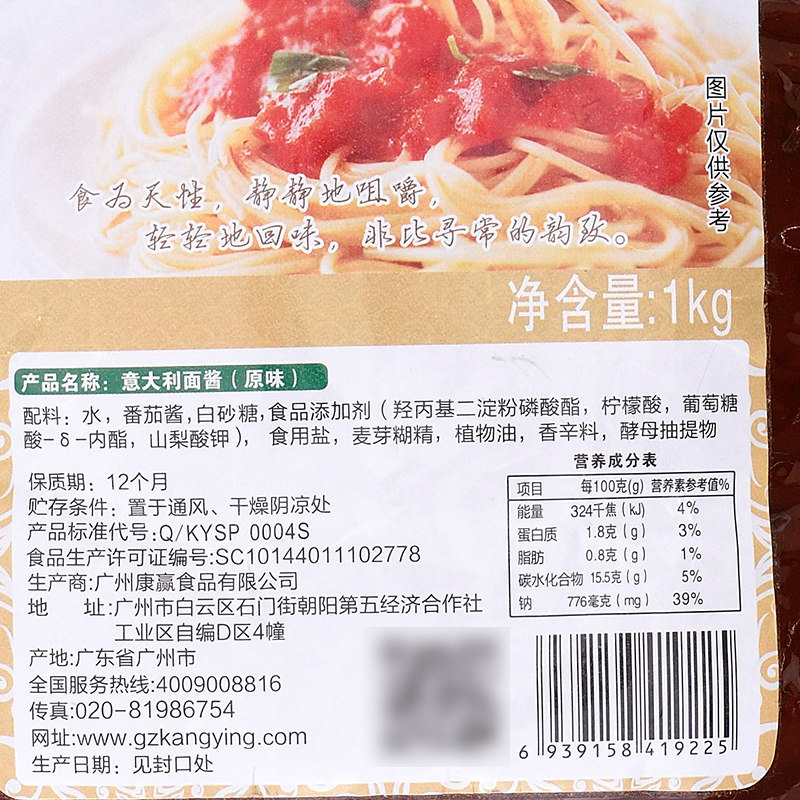 图片仅供参考
食为天性，静静地咀嚼，
轻轻地回味，非比寻常的韵致。
净含量:1kg
产品名称：意大利面酱（原味）
配料：水，番茄酱，白砂糖，食品添加剂（羟丙基二淀粉磷酸酯，柠檬酸，葡萄糖
酸-δ-内酯，山梨酸钾），食用盐，麦芽糊精，植物油，香辛料，酵母抽提物
保质期：12个月
贮存条件：置于通风、干燥阴凉处
产品标准代号:Q/KYSP 0004S
食品生产许可证编号:SC10144011102778
生产商:广州康赢食品有限公司
地 址:广州市白云区石门街朝阳第五经济合作社
工业区自编D区4幢
产地:广东省广州市
全国服务热线:4009008816
传真:020-81986754
网址:www.gzkangying.com
生产日期：见封口处
营养成分表
项目 每100克(g) 营养素参考值%
能量 324千焦(kJ) 4%
蛋白质 1.8克(g) 3%
脂肪 0.8克(g) 1%
碳水化合物 15.5克(g) 5%
钠 776毫克(mg) 39%
6 939158 419225